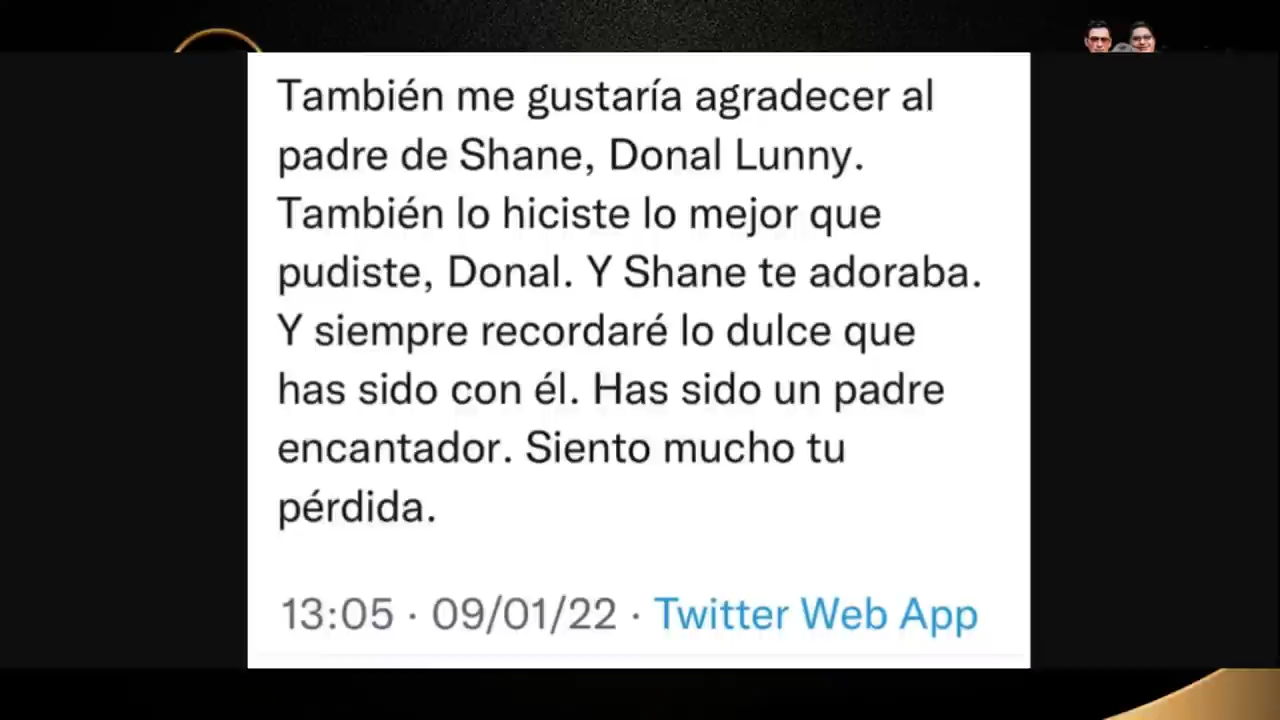 También me gustaría agradecer al
padre de Shane, Donal Lunny.
También lo hiciste lo mejor que
pudiste, Donal. Y Shane te adoraba.
Y siempre recordaré lo dulce que
has sido con él. Has sido un padre
encantador. Siento mucho tu
pérdida.
13:05 · 09/01/22 · Twitter Web App